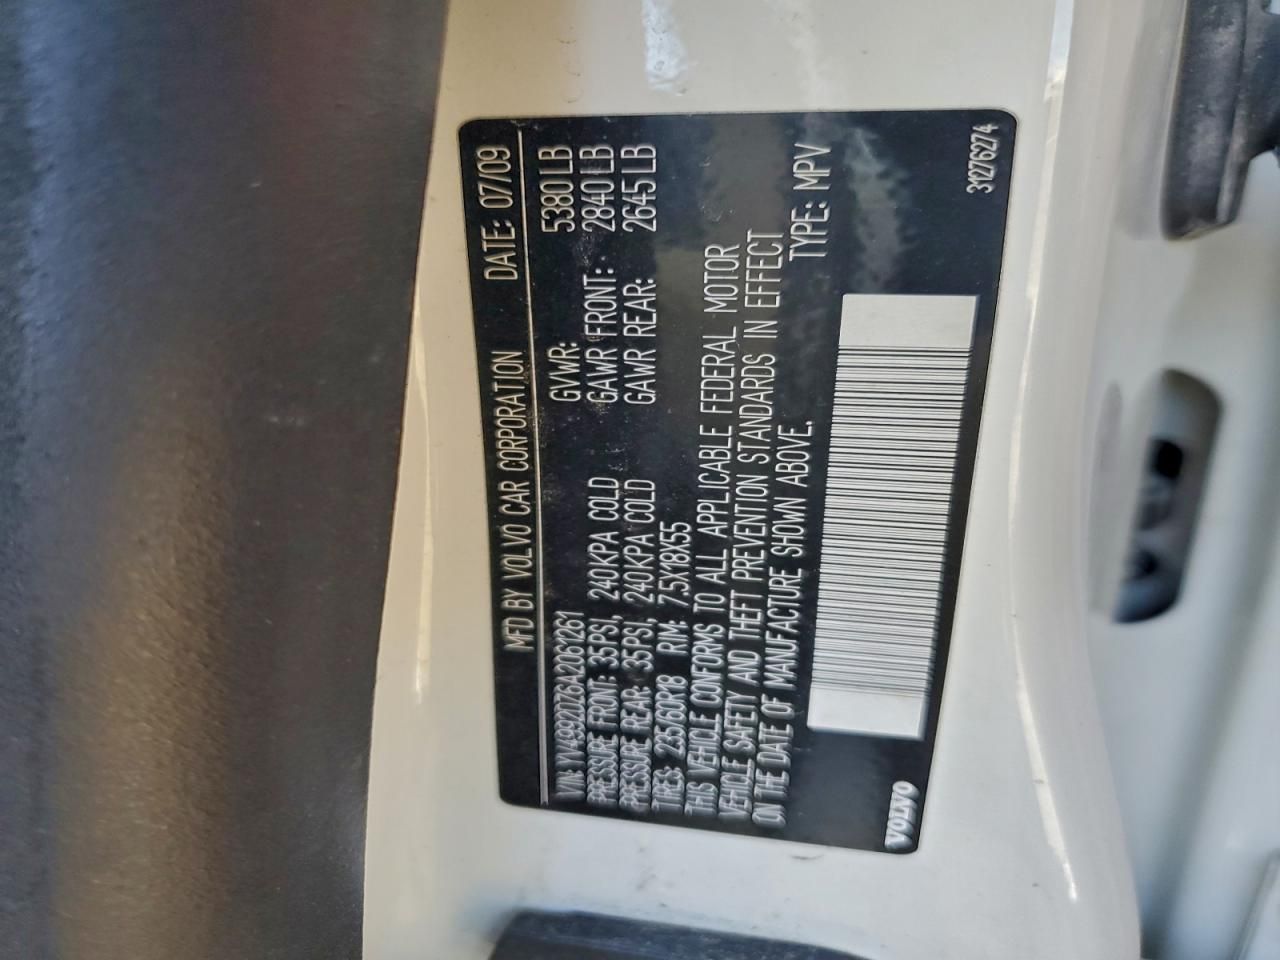 MFD BY VOLVO CAR CORPORATION DATE: 07/09
VIN: YV4992DZ6A2061261 GVWR: 5380 LB
PRESSURE FRONT: 35PSI, 240KPA COLD GAWR FRONT: 2840 LB
PRESSURE REAR: 35PSI, 240KPA COLD GAWR REAR: 2645 LB
TIRES: 235/60R18 RIM: 7,5X18X55
THIS VEHICLE CONFORMS TO ALL APPLICABLE FEDERAL MOTOR
VEHICLE SAFETY AND THEFT PREVENTION STANDARDS IN EFFECT
ON THE DATE OF MANUFACTURE SHOWN ABOVE. TYPE: MPV
VOLVO 31276274